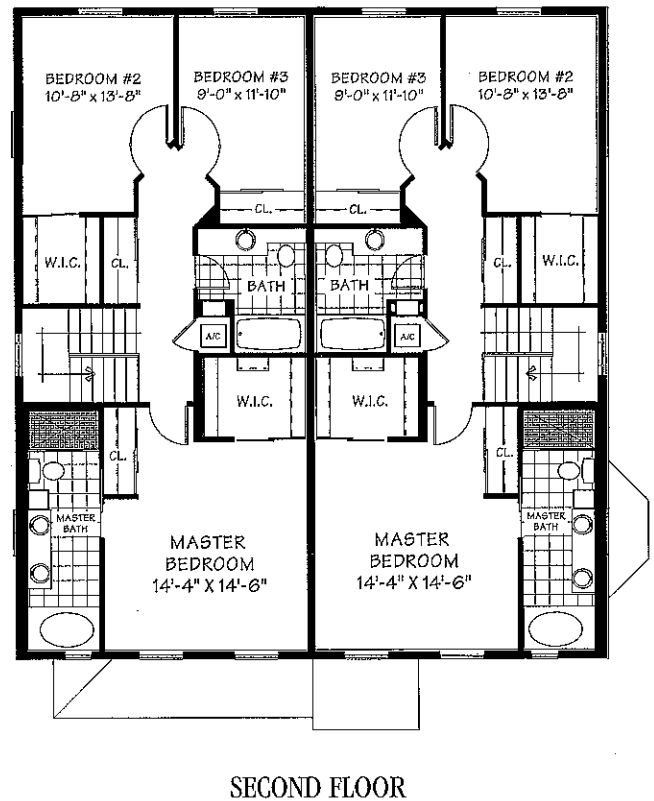 BEDROOM #2
10'-8" x 13'-8"
BEDROOM #3
9'-0" x 11'-10"
BEDROOM #3
9'-0" x 11'-10"
BEDROOM #2
10'-8" x 13'-8"
CL.
CL.
W.I.C.
CL.
BATH
BATH
CL.
W.I.C.
A/C
A/C
W.I.C.
W.I.C.
CL.
CL.
MASTER
BATH
MASTER
BEDROOM
14'-4" X 14'-6"
MASTER
BEDROOM
14'-4" X 14'-6"
MASTER
BATH
SECOND FLOOR